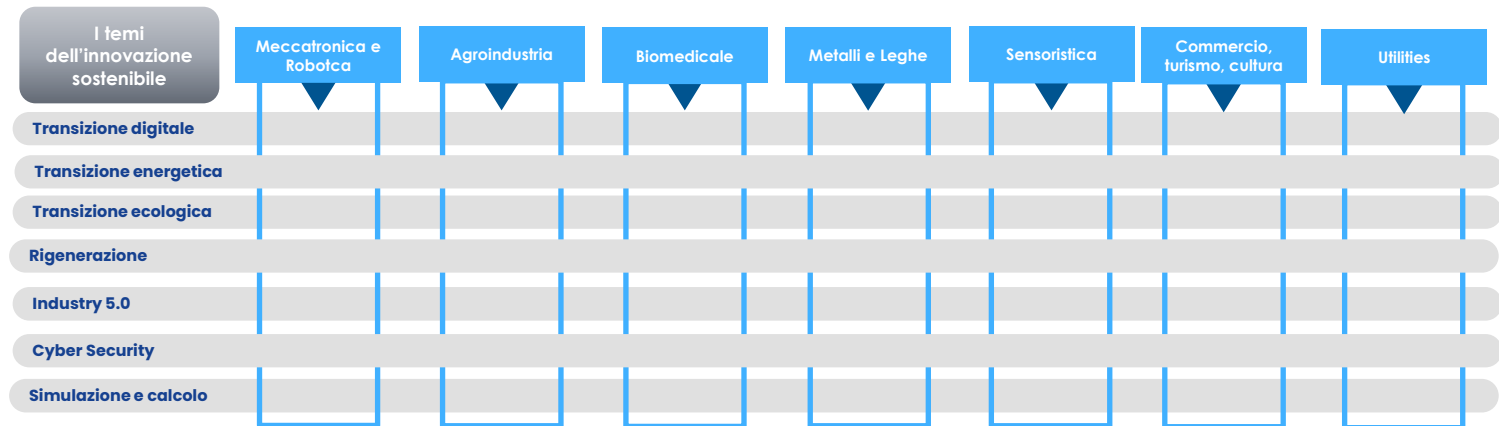 I temi
dell'innovazione
sostenibile
Meccatronica e
Robotca
Agroindustria
Biomedicale
Metalli e Leghe
Sensoristica
Commercio,
turismo, cultura
Utilities
Transizione digitale
Transizione energetica
Transizione ecologica
Rigenerazione
Industry 5.0
Cyber Security
Simulazione e calcolo